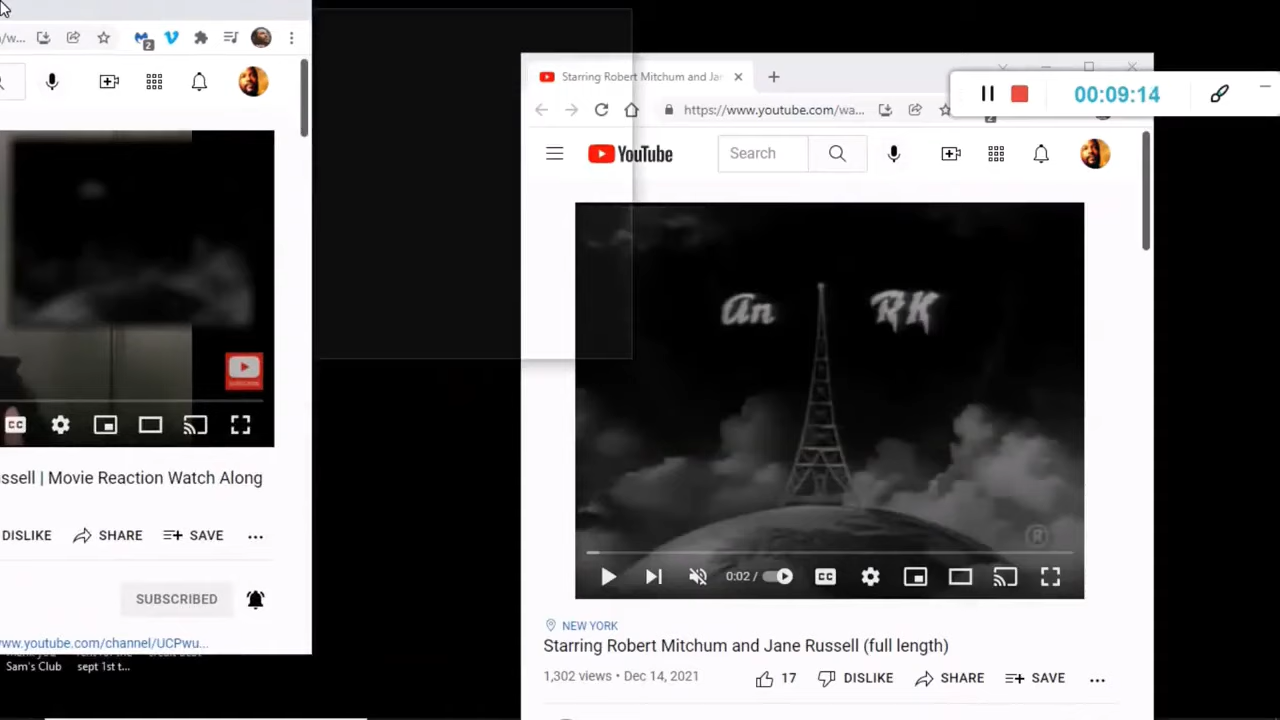 /w...
2
ssell | Movie Reaction Watch Along
DISLIKE
SHARE
SAVE
SUBSCRIBED
ww.youtube.com/channel/UCPwu...
Sam's Club
sept 1st t...
Starring Robert Mitchum and Jar
https://www.youtube.com/wa...
00:09:14
YouTube
Search
An RK
CC
0:02 /
CC
NEW YORK
Starring Robert Mitchum and Jane Russell (full length)
1,302 views • Dec 14, 2021
17
DISLIKE
SHARE
SAVE